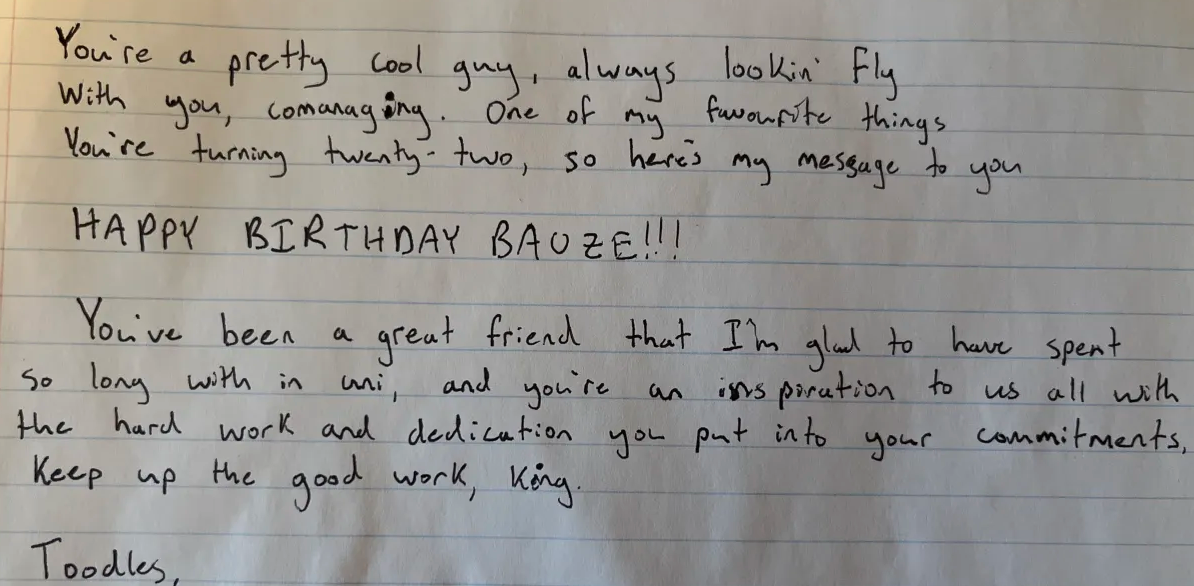 You're a pretty cool guy, always lookin' fly
With you, comanaging. One of my favourite things
You're turning twenty-two, so here's my message to you
HAPPY BIRTHDAY BAOZE!!!
You've been a great friend that I'm glad to have spent
so long with in uni, and you're an inspiration to us all with
the hard work and dedication you put into your commitments,
Keep up the good work, King.
Toodles,